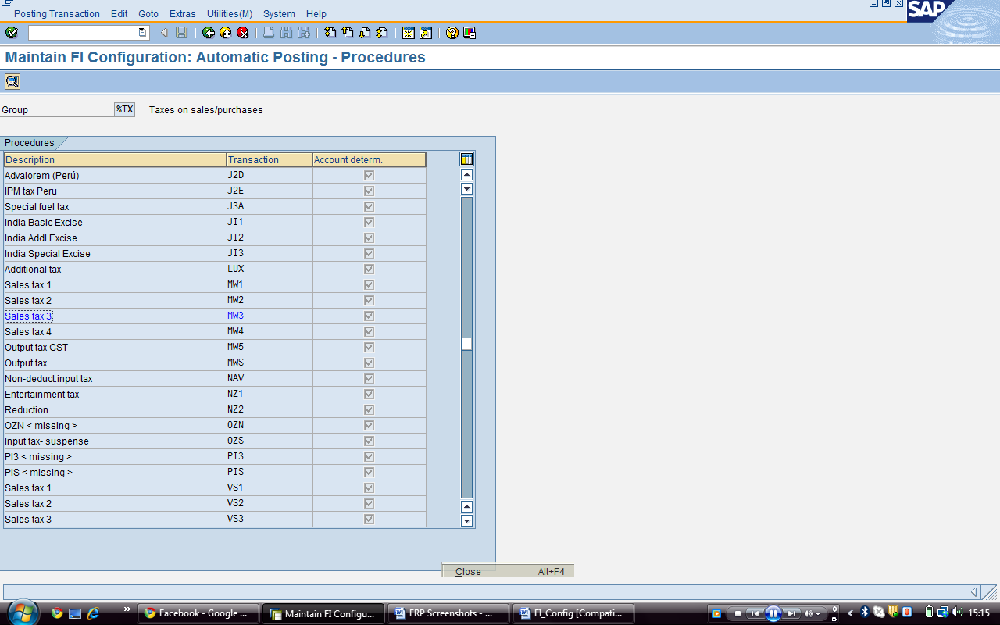 Posting Transaction Edit Goto Extras Utilities(M) System Help
SAP
Maintain FI Configuration: Automatic Posting - Procedures
Group %TX Taxes on sales/purchases
Procedures
Description Transaction Account determ.
Advalorem (Perú) J2D
IPM tax Peru J2E
Special fuel tax J3A
India Basic Excise JI1
India Addl Excise JI2
India Special Excise JI3
Additional tax LUX
Sales tax 1 MW1
Sales tax 2 MW2
Sales tax 3 MW3
Sales tax 4 MW4
Output tax GST MW5
Output tax MWS
Non-deduct.input tax NAV
Entertainment tax NZ1
Reduction NZ2
OZN < missing > OZN
Input tax- suspense OZS
PI3 < missing > PI3
PIS < missing > PIS
Sales tax 1 VS1
Sales tax 2 VS2
Sales tax 3 VS3
Close Alt+F4
Facebook - Google ... Maintain FI Configu... ERP Screenshots - ... FI_Config [Compati... 15:15